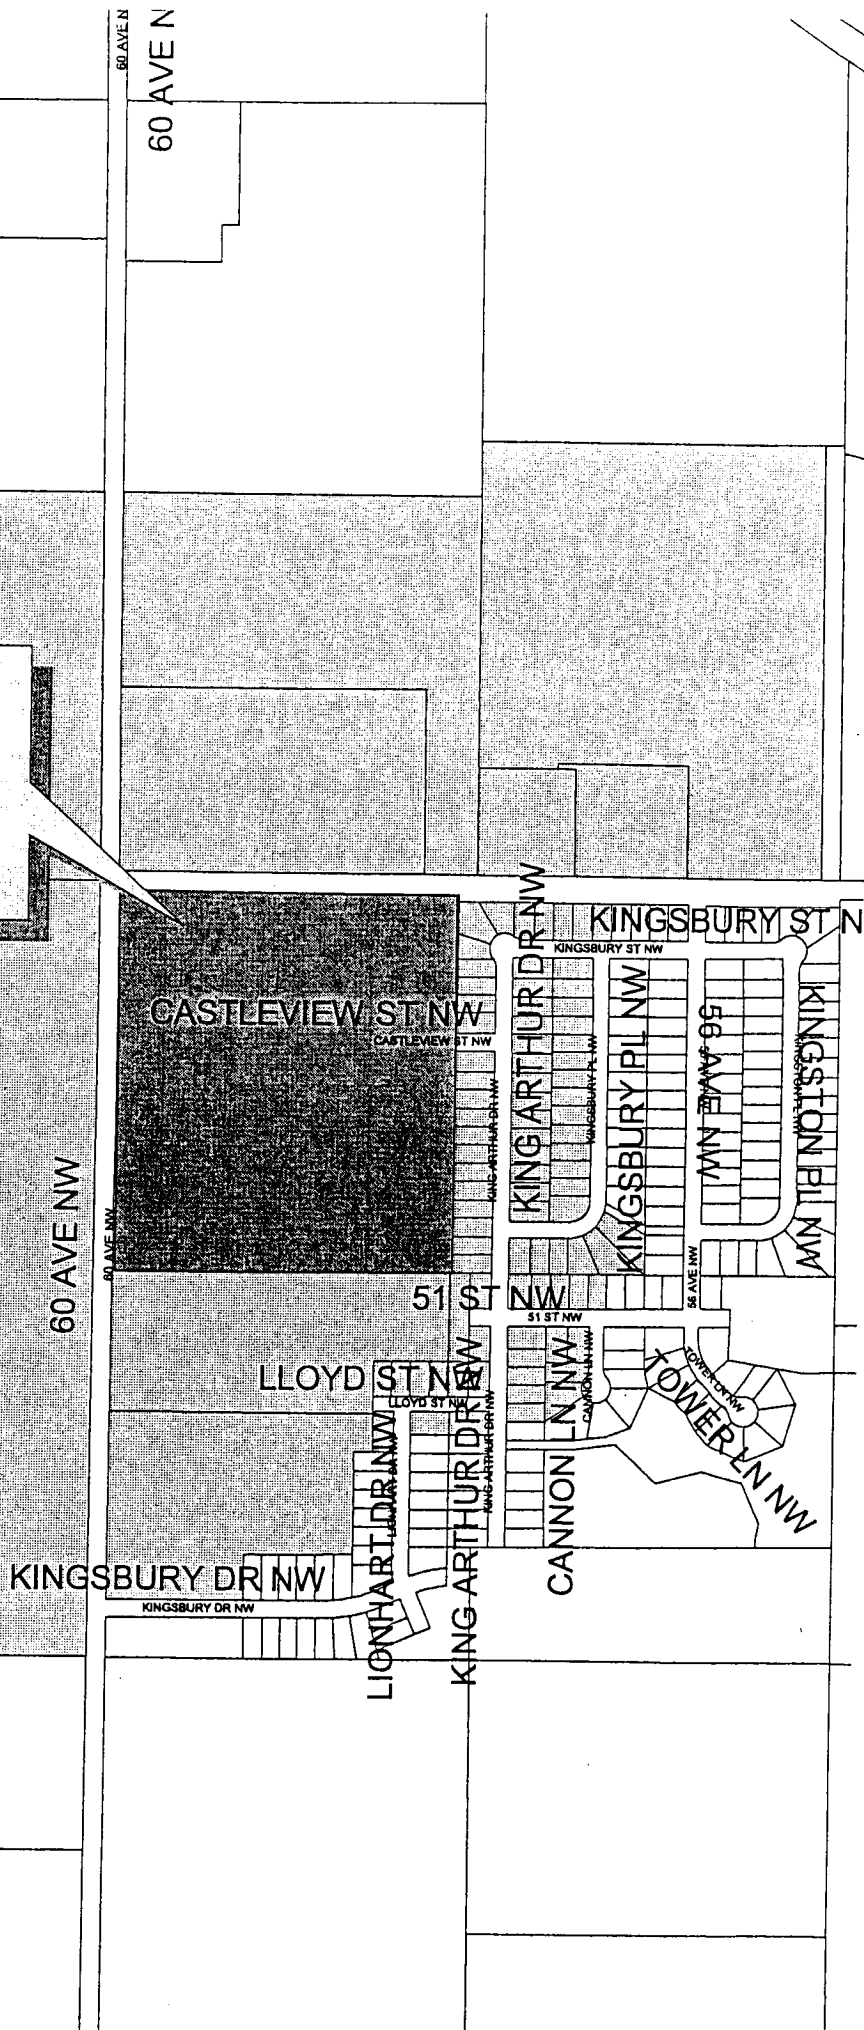 60 AVE N
60 AVE N
KINGSBURY ST N
KINGSBURY ST NW
KING ARTHUR DR NW
CASTLEVIEW ST NW
CASTLEVIEW ST NW
KINGSBURY PL NW
KINGSBURY PL NW
56 AVE NW
KINGSTON PL NW
KING ARTHUR DR NW
60 AVE NW
60 AVE NW
56 AVE NW
51 ST NW
51 ST NW
LLOYD ST NW
LLOYD ST NW
KING ARTHUR DR NW
KING ARTHUR DR NW
CANNON LN NW
CANNON LN NW
TOWER LN NW
TOWER LN NW
LIONHART DR NW
KINGSBURY DR NW
KINGSBURY DR NW